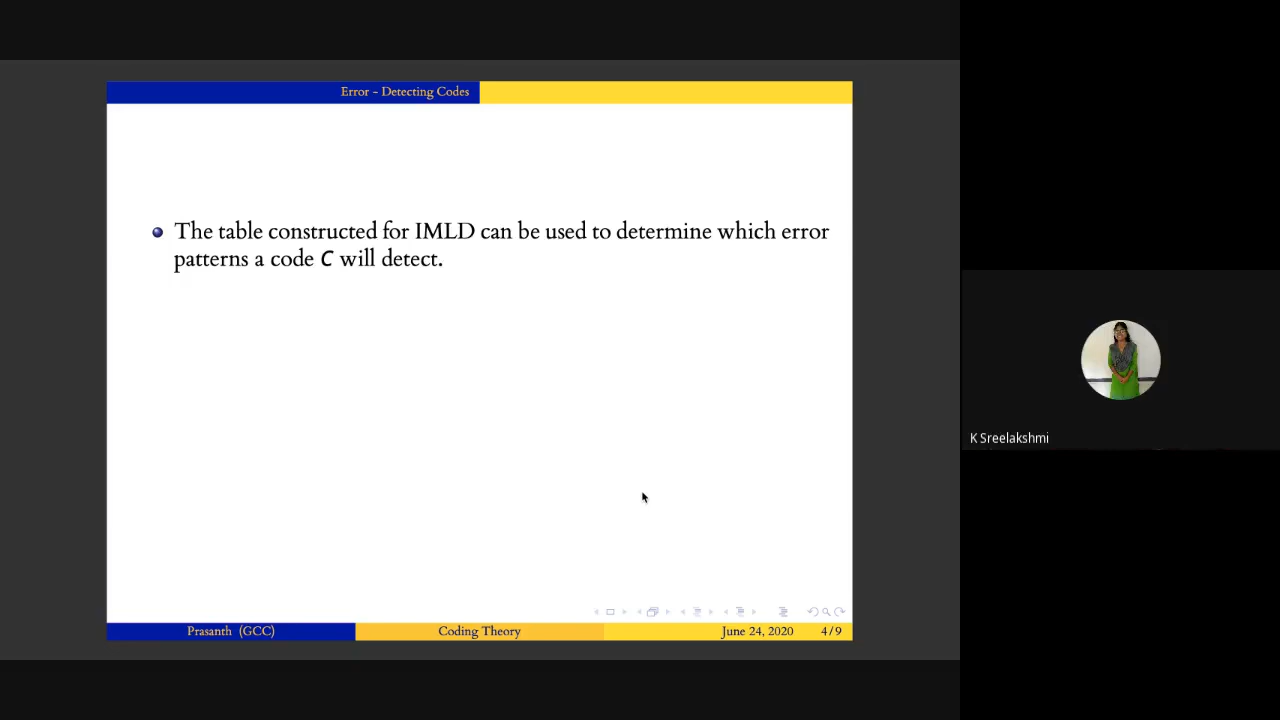 Error - Detecting Codes
The table constructed for IMLD can be used to determine which error
patterns a code C will detect.
K Sreelakshmi
Prasanth (GCC)
Coding Theory
June 24, 2020
4/9